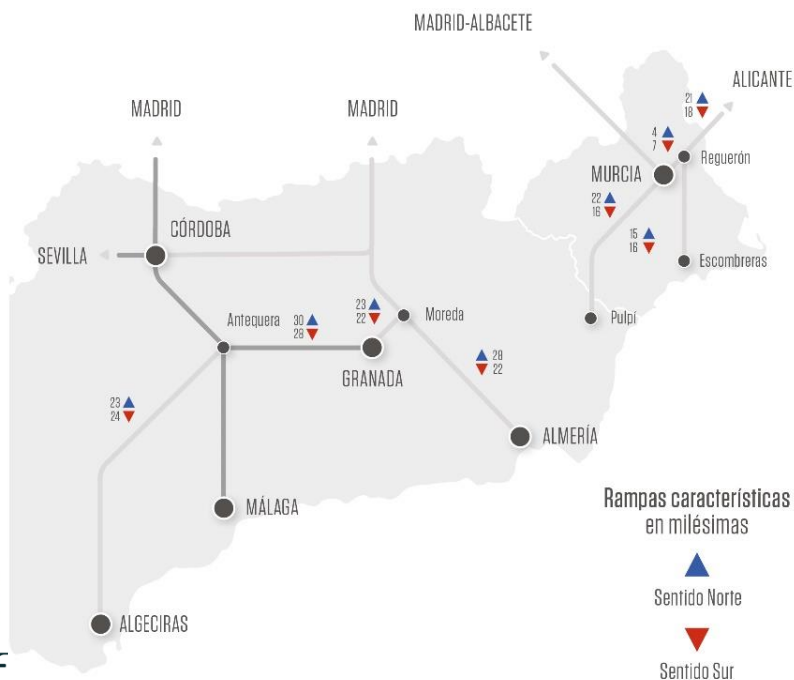 MADRID-ALBACETE
ALICANTE
21
18
MADRID
MADRID
4
7
Reguerón
MURCIA
22
16
CÓRDOBA
15
16
SEVILLA
Escombreras
Antequera
30
28
23
22
Moreda
Pulpí
GRANADA
28
22
23
24
ALMERÍA
MÁLAGA
Rampas características
en milésimas
Sentido Norte
ALGECIRAS
Sentido Sur